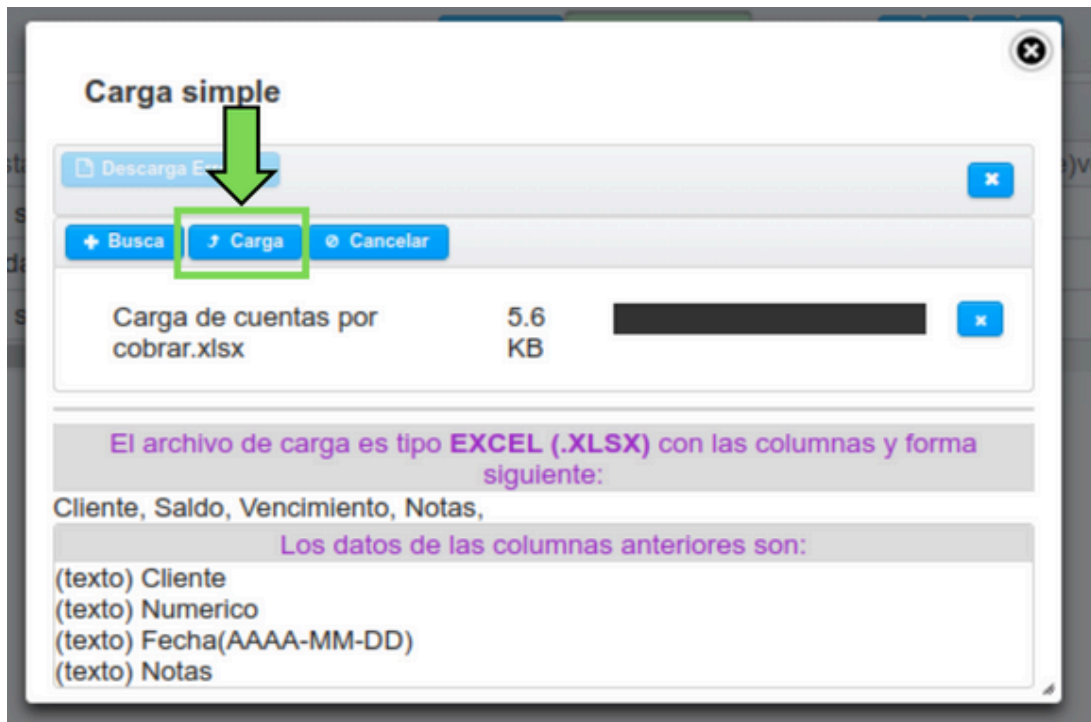 Carga simple
Descarga
Busca Carga Cancelar
Carga de cuentas por 5.6
cobrar.xlsx KB
El archivo de carga es tipo EXCEL (.XLSX) con las columnas y forma
siguiente:
Cliente, Saldo, Vencimiento, Notas,
Los datos de las columnas anteriores son:
(texto) Cliente
(texto) Numerico
(texto) Fecha(AAAA-MM-DD)
(texto) Notas